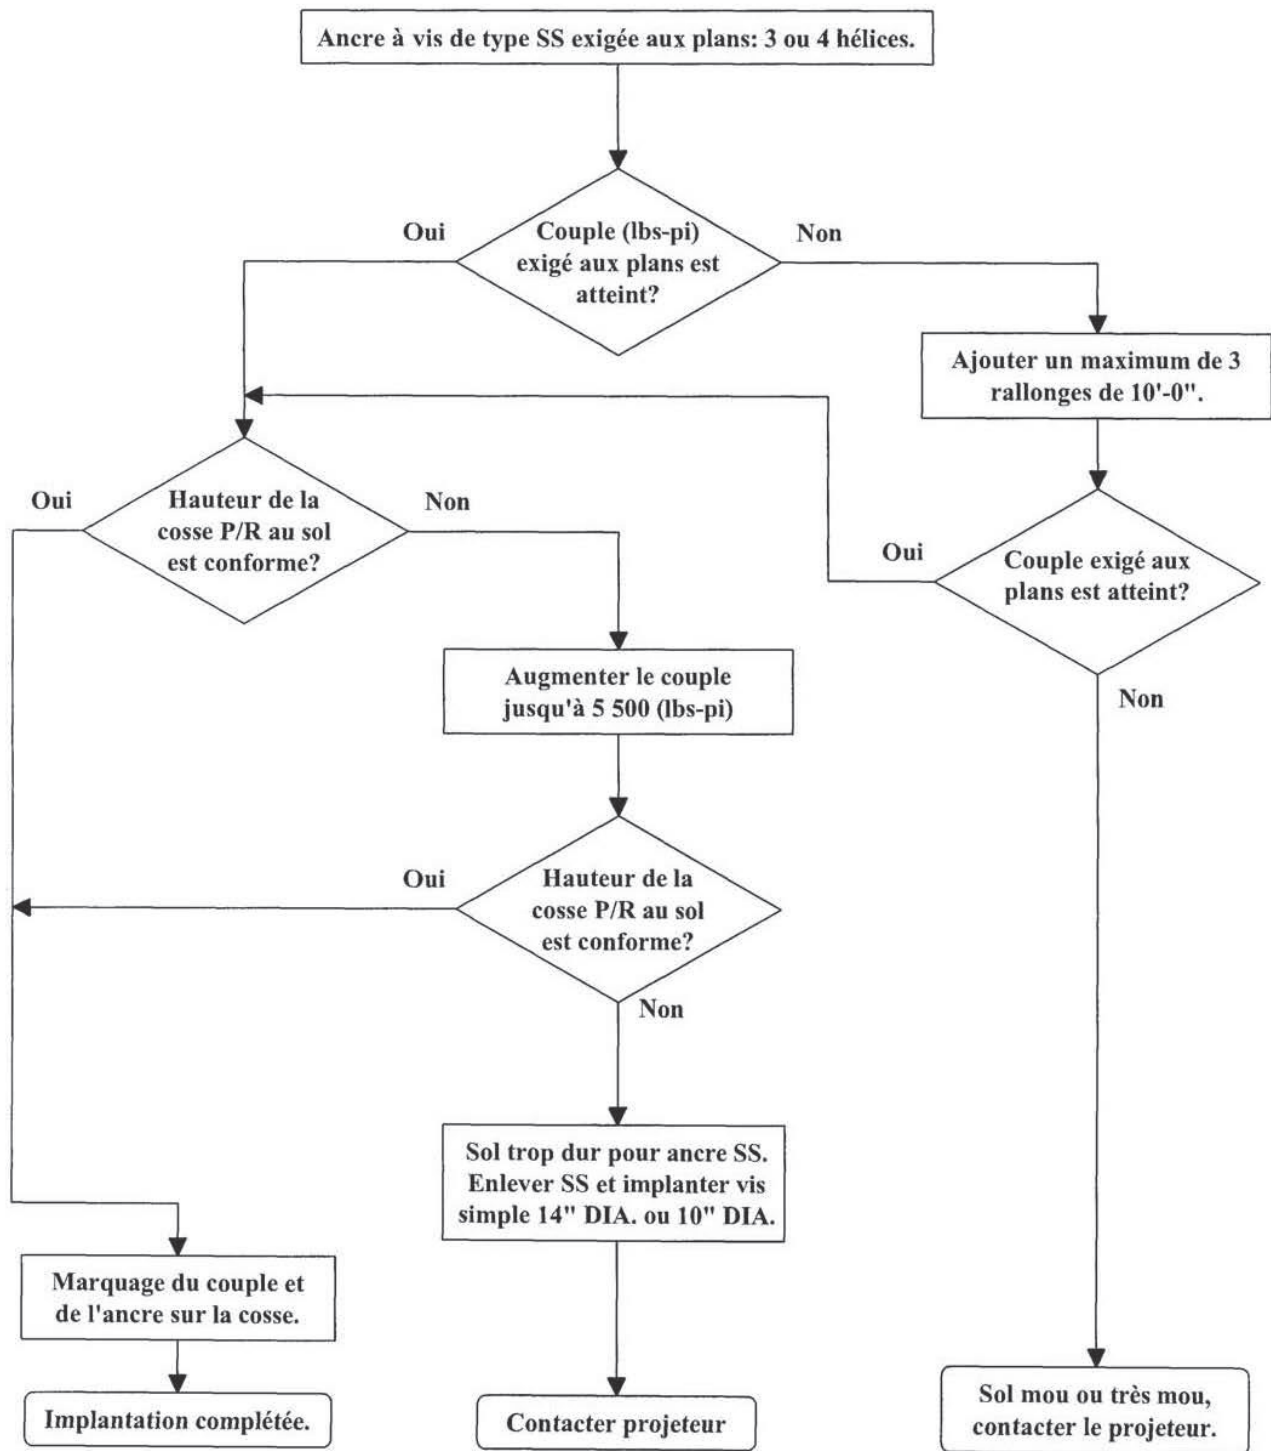 Ancre à vis de type SS exigée aux plans: 3 ou 4 hélices.
Oui
Couple (lbs-pi)
exigé aux plans est
atteint?
Non
Ajouter un maximum de 3
rallonges de 10'-0".
Oui
Hauteur de la
cosse P/R au sol
est conforme?
Non
Oui
Couple exigé aux
plans est atteint?
Non
Augmenter le couple
jusqu'à 5 500 (lbs-pi)
Oui
Hauteur de la
cosse P/R au sol
est conforme?
Non
Sol trop dur pour ancre SS.
Enlever SS et implanter vis
simple 14" DIA. ou 10" DIA.
Marquage du couple et
de l'ancre sur la cosse.
Implantation complétée.
Contacter projeteur
Sol mou ou très mou,
contacter le projeteur.